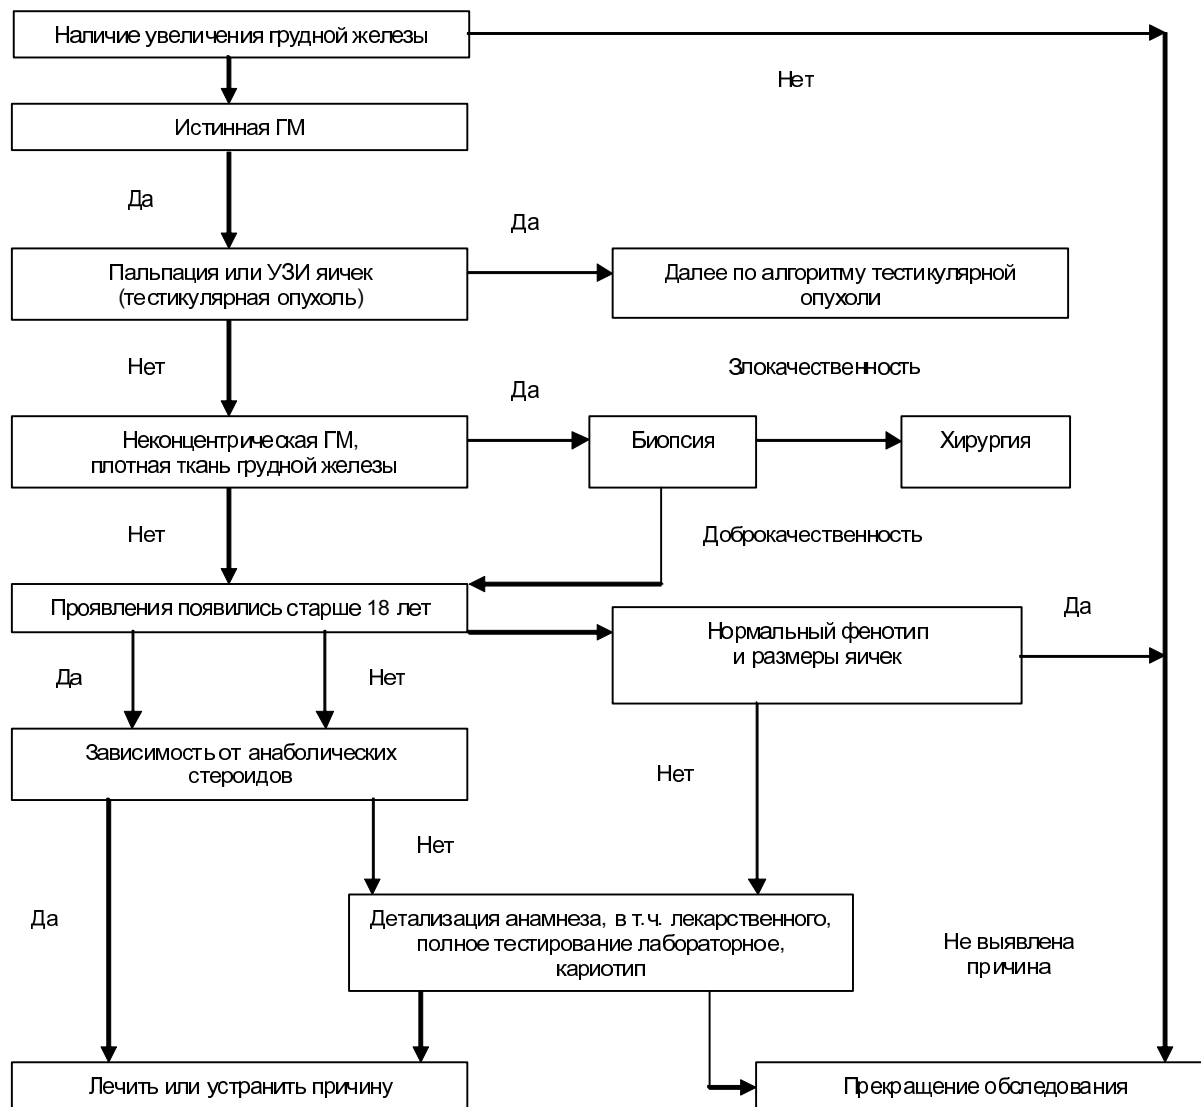 Наличие увеличения грудной железы
Нет
Истинная ГМ
Да
Да
Пальпация или УЗИ яичек
(тестикулярная опухоль)
Далее по алгоритму тестикулярной
опухоли
Нет
Да
Злокачественность
Неконцентрическая ГМ,
плотная ткань грудной железы
Биопсия
Хирургия
Нет
Доброкачественность
Проявления появились старше 18 лет
Нормальный фенотип
и размеры яичек
Да
Да
Нет
Зависимость от анаболических
стероидов
Нет
Нет
Да
Детализация анамнеза, в т.ч. лекарственного,
полное тестирование лабораторное,
кариотип
Не выявлена
причина
Лечить или устранить причину
Прекращение обследования